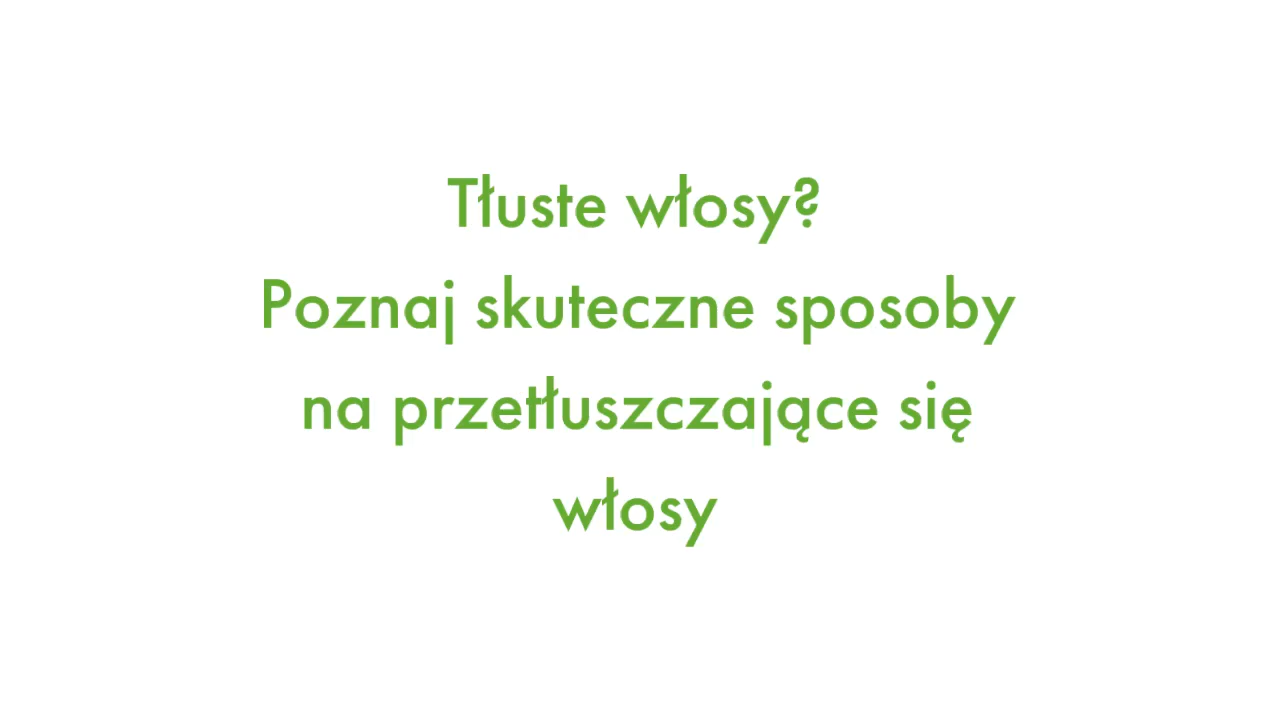 Tłuste włosy?
Poznaj skuteczne sposoby
na przetłuszczające się
włosy